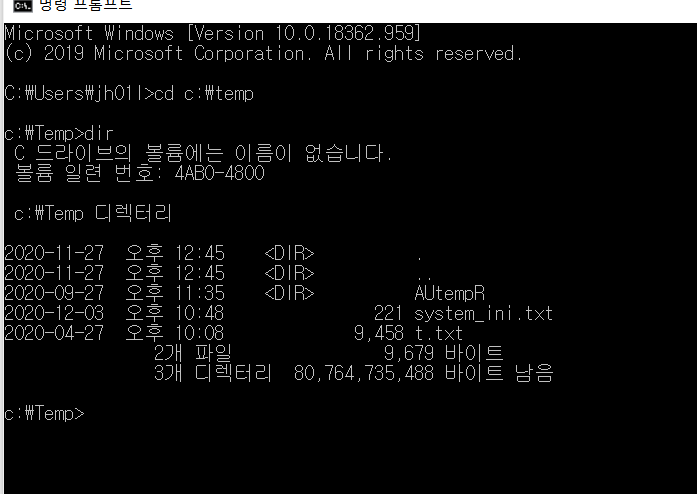 명령 프롬프트
Microsoft Windows [Version 10.0.18362.959]
(c) 2019 Microsoft Corporation. All rights reserved.
C:₩Users₩jh01l>cd c:₩temp
c:₩Temp>dir
C 드라이브의 볼륨에는 이름이 없습니다.
볼륨 일련 번호: 4AB0-4800
c:₩Temp 디렉터리
2020-11-27 오후 12:45 <DIR> .
2020-11-27 오후 12:45 <DIR> ..
2020-09-27 오후 11:35 <DIR> AUtempR
2020-12-03 오후 10:48 221 system_ini.txt
2020-04-27 오후 10:08 9,458 t.txt
2개 파일 9,679 바이트
3개 디렉터리 80,764,735,488 바이트 남음
c:₩Temp>